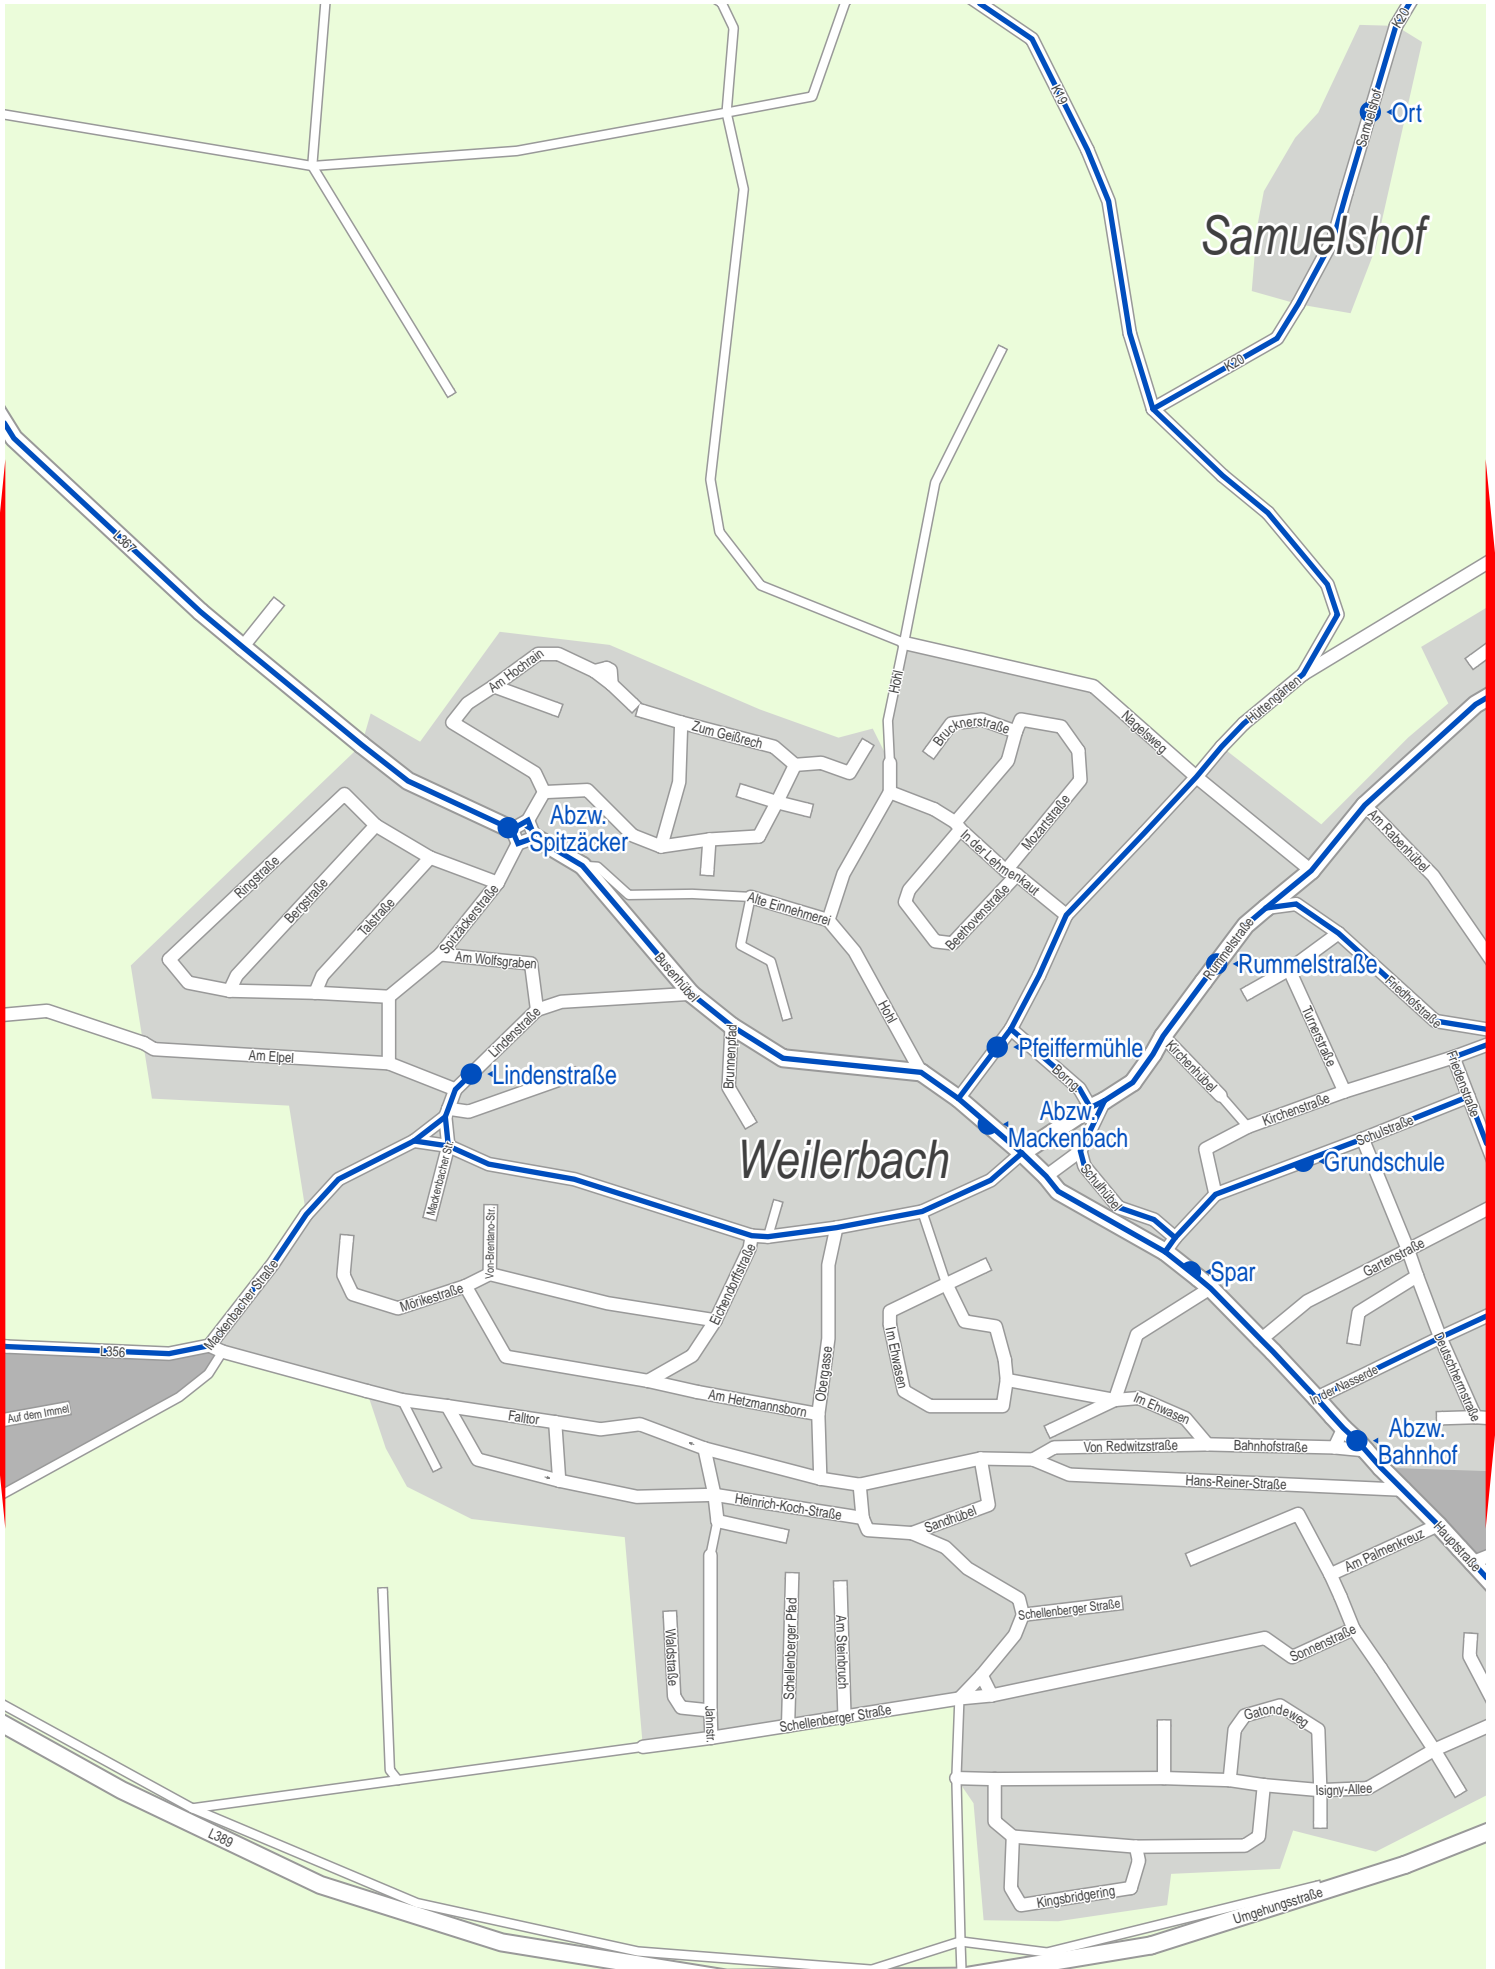 K20
K19
Samuelshof
Ort
Samuelshof
K20
L367
Am Hochrain
Höhl
Hüttengärten
Nagelsweg
Brucknerstraße
Zum Geißrech
Abzw.
Spitzäcker
Mozartstraße
In der Lehmenkaut
Am Rabenhübel
Ringstraße
Bergstraße
Talstraße
Spitzäckerstraße
Alte Einnehmerei
Beethovenstraße
Rummelstraße
Am Wolfsgraben
Busenhübel
Rummelstraße
Friedhofstraße
Hohl
Turnerstraße
Lindenstraße
Am Elpel
Brunnenpfad
Pfeiffermühle
Lindenstraße
Borng.
Kirchenhübel
Friedenstraße
Kirchenstraße
Abzw.
Mackenbach
Schulstraße
Weilerbach
Grundschule
Mackenbacher Str.
Schulhübel
Von-Brentano-Str.
Mackenbacher Straße
Mörikestraße
Eichendorffstraße
Gartenstraße
Spar
L356
Im Ehwasen
Obergasse
In der Nasserde
Deutschherrnstraße
Auf dem Immel
Am Hetzmannsborn
Falltor
Im Ehwasen
Abzw.
Bahnhof
Von Redwitzstraße
Bahnhofstraße
Hans-Reiner-Straße
Heinrich-Koch-Straße
Sandhübel
Am Palmenkreuz
Hauptstraße
Schellenberger Straße
Waldstraße
Schellenberger Pfad
Am Steinbruch
Sonnenstraße
Jahnstr.
Schellenberger Straße
Gatondeweg
Isigny-Allee
L389
Kingsbridgering
Umgehungsstraße